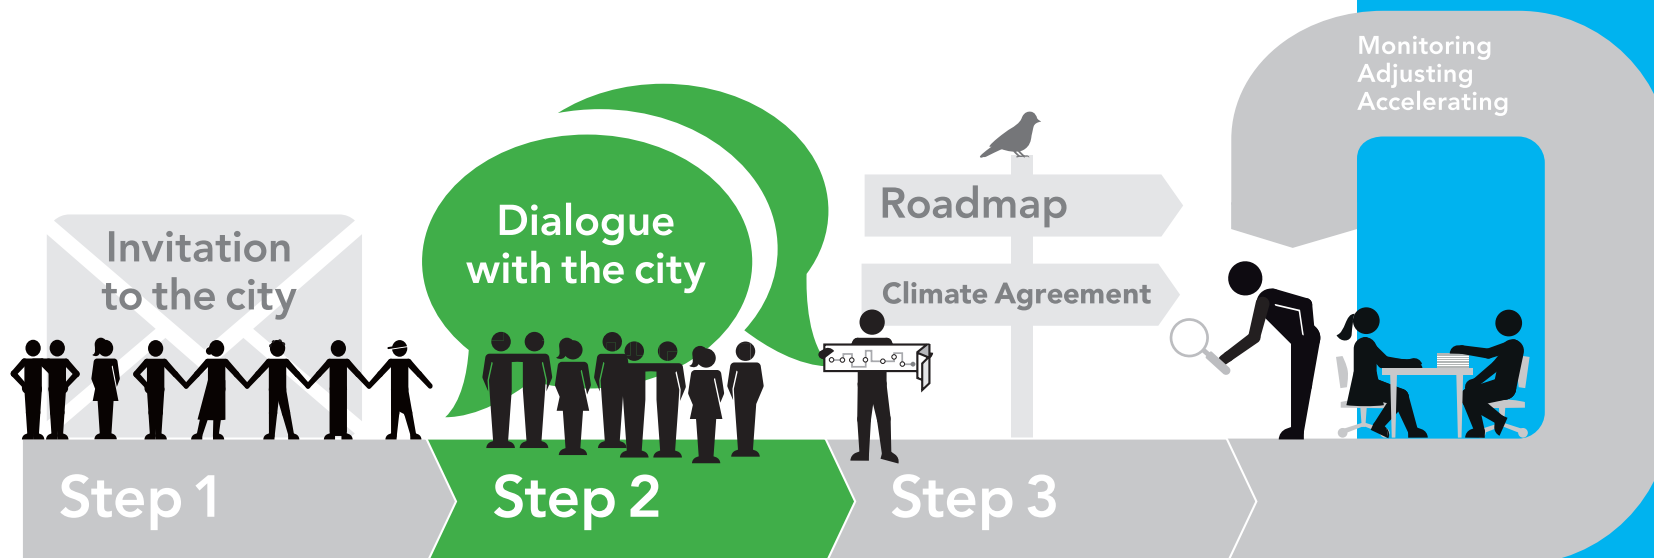 Invitation
to the city
Step 1
Dialogue
with the city
Step 2
Roadmap
Climate Agreement
Step 3
Monitoring
Adjusting
Accelerating